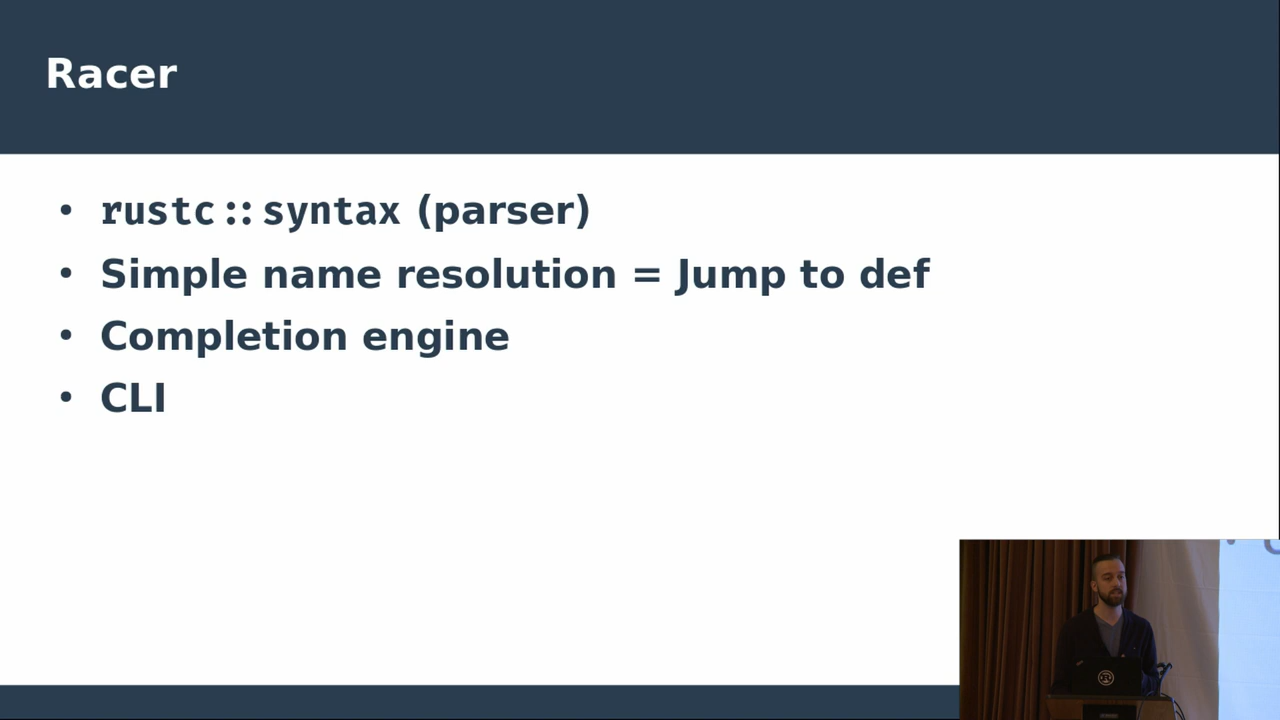 Racer
• rustc::syntax (parser)
• Simple name resolution = Jump to def
• Completion engine
• CLI